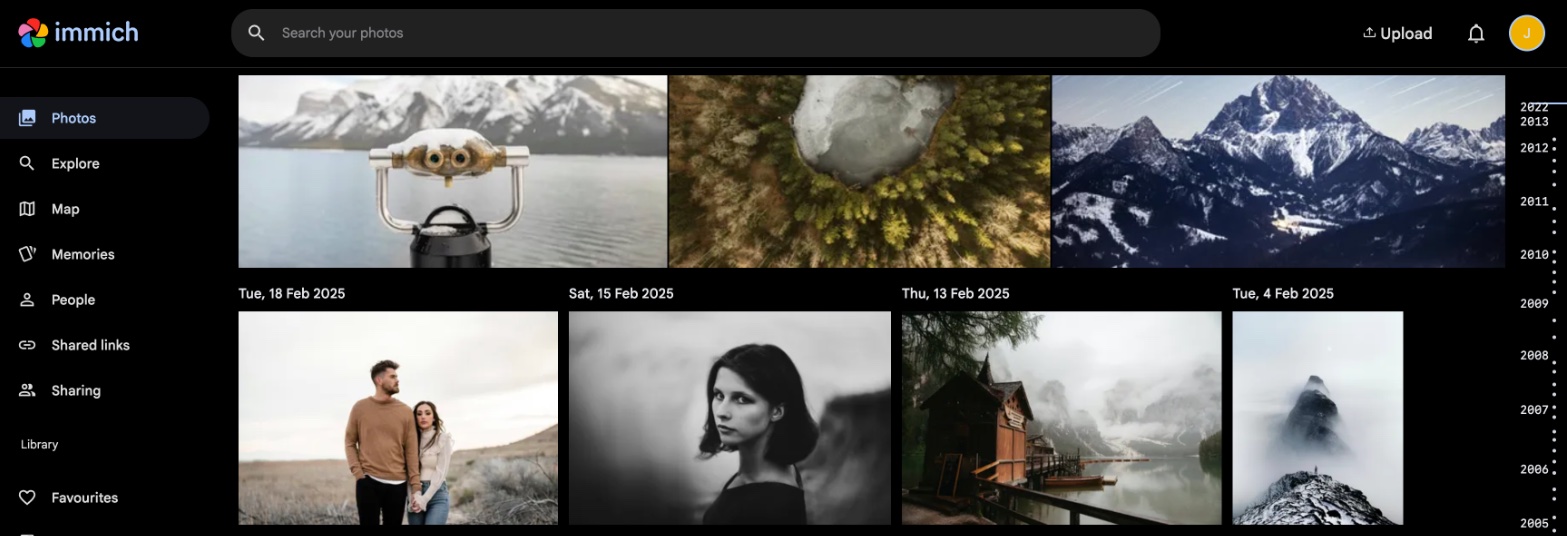 immich
Search your photos
Upload
J
Photos
Explore
Map
Memories
People
Shared links
Sharing
Library
Favourites
Tue, 18 Feb 2025
Sat, 15 Feb 2025
Thu, 13 Feb 2025
Tue, 4 Feb 2025
2022
2013
2012
2011
2010
2009
2008
2007
2006
2005